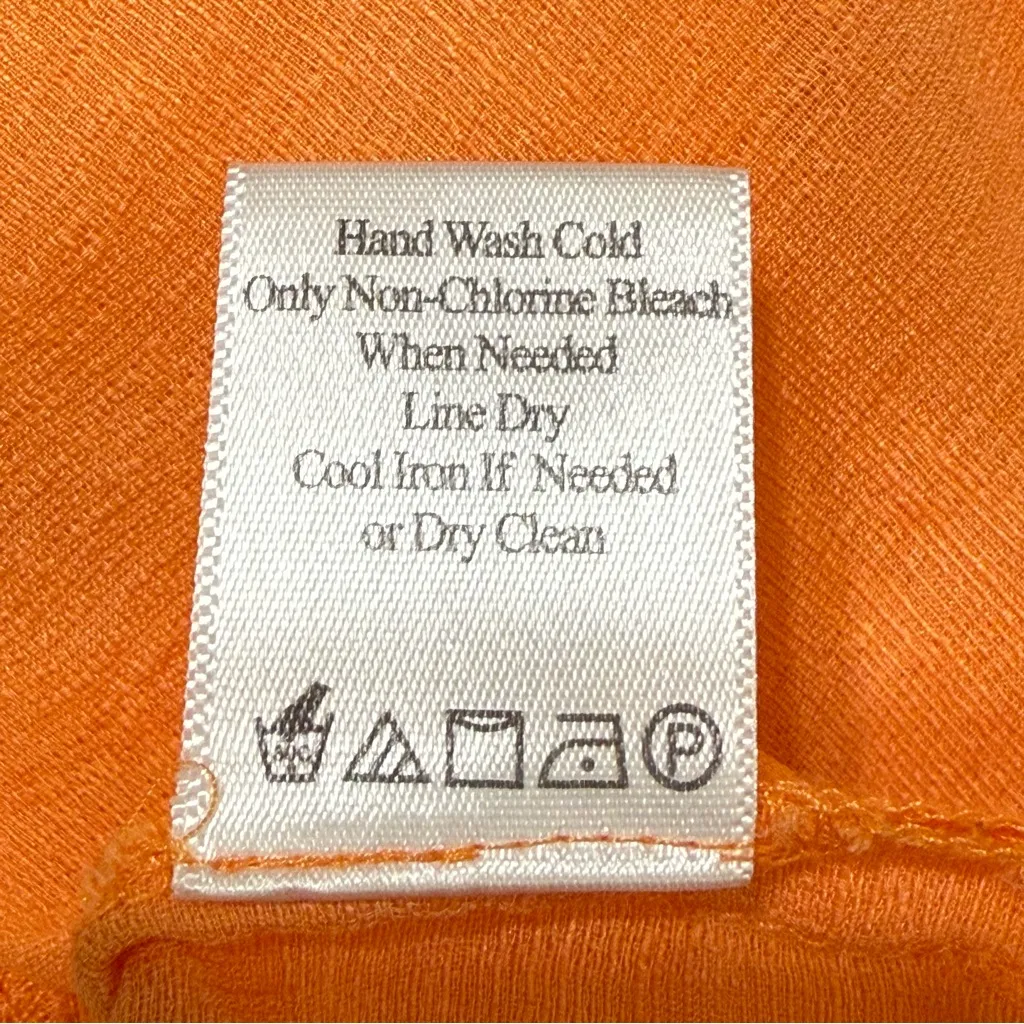 Hand Wash Cold
Only Non-Chlorine Bleach
When Needed
Line Dry
Cool Iron If Needed
or Dry Clean
P